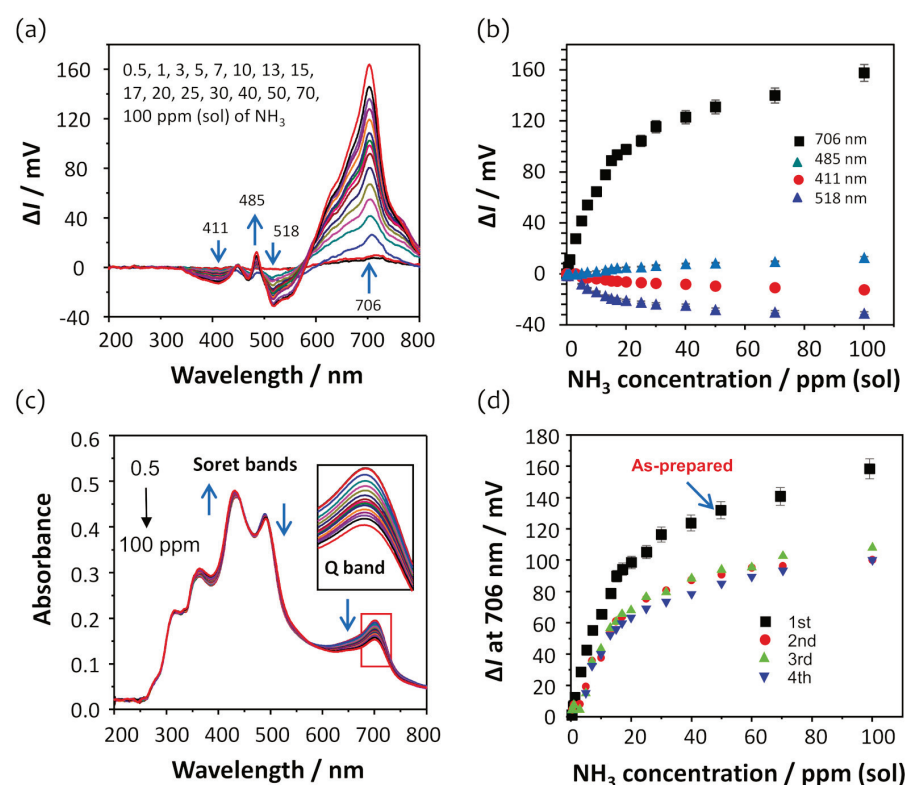 (a)
160
120
80
40
0
-40
ΔI / mV
0.5, 1, 3, 5, 7, 10, 13, 15,
17, 20, 25, 30, 40, 50, 70,
100 ppm (sol) of NH₃
411
485
518
706
200 300 400 500 600 700 800
Wavelength / nm
(b)
160
120
80
40
0
-40
ΔI / mV
706 nm
485 nm
411 nm
518 nm
0 20 40 60 80 100
NH₃ concentration / ppm (sol)
(c)
0.6
0.5
0.4
0.3
0.2
0.1
0.0
Absorbance
0.5
100 ppm
Soret bands
Q band
200 300 400 500 600 700 800
Wavelength / nm
(d)
180
160
140
120
100
80
60
40
20
0
ΔI at 706 nm / mV
As-prepared
1st
2nd
3rd
4th
0 20 40 60 80 100
NH₃ concentration / ppm (sol)